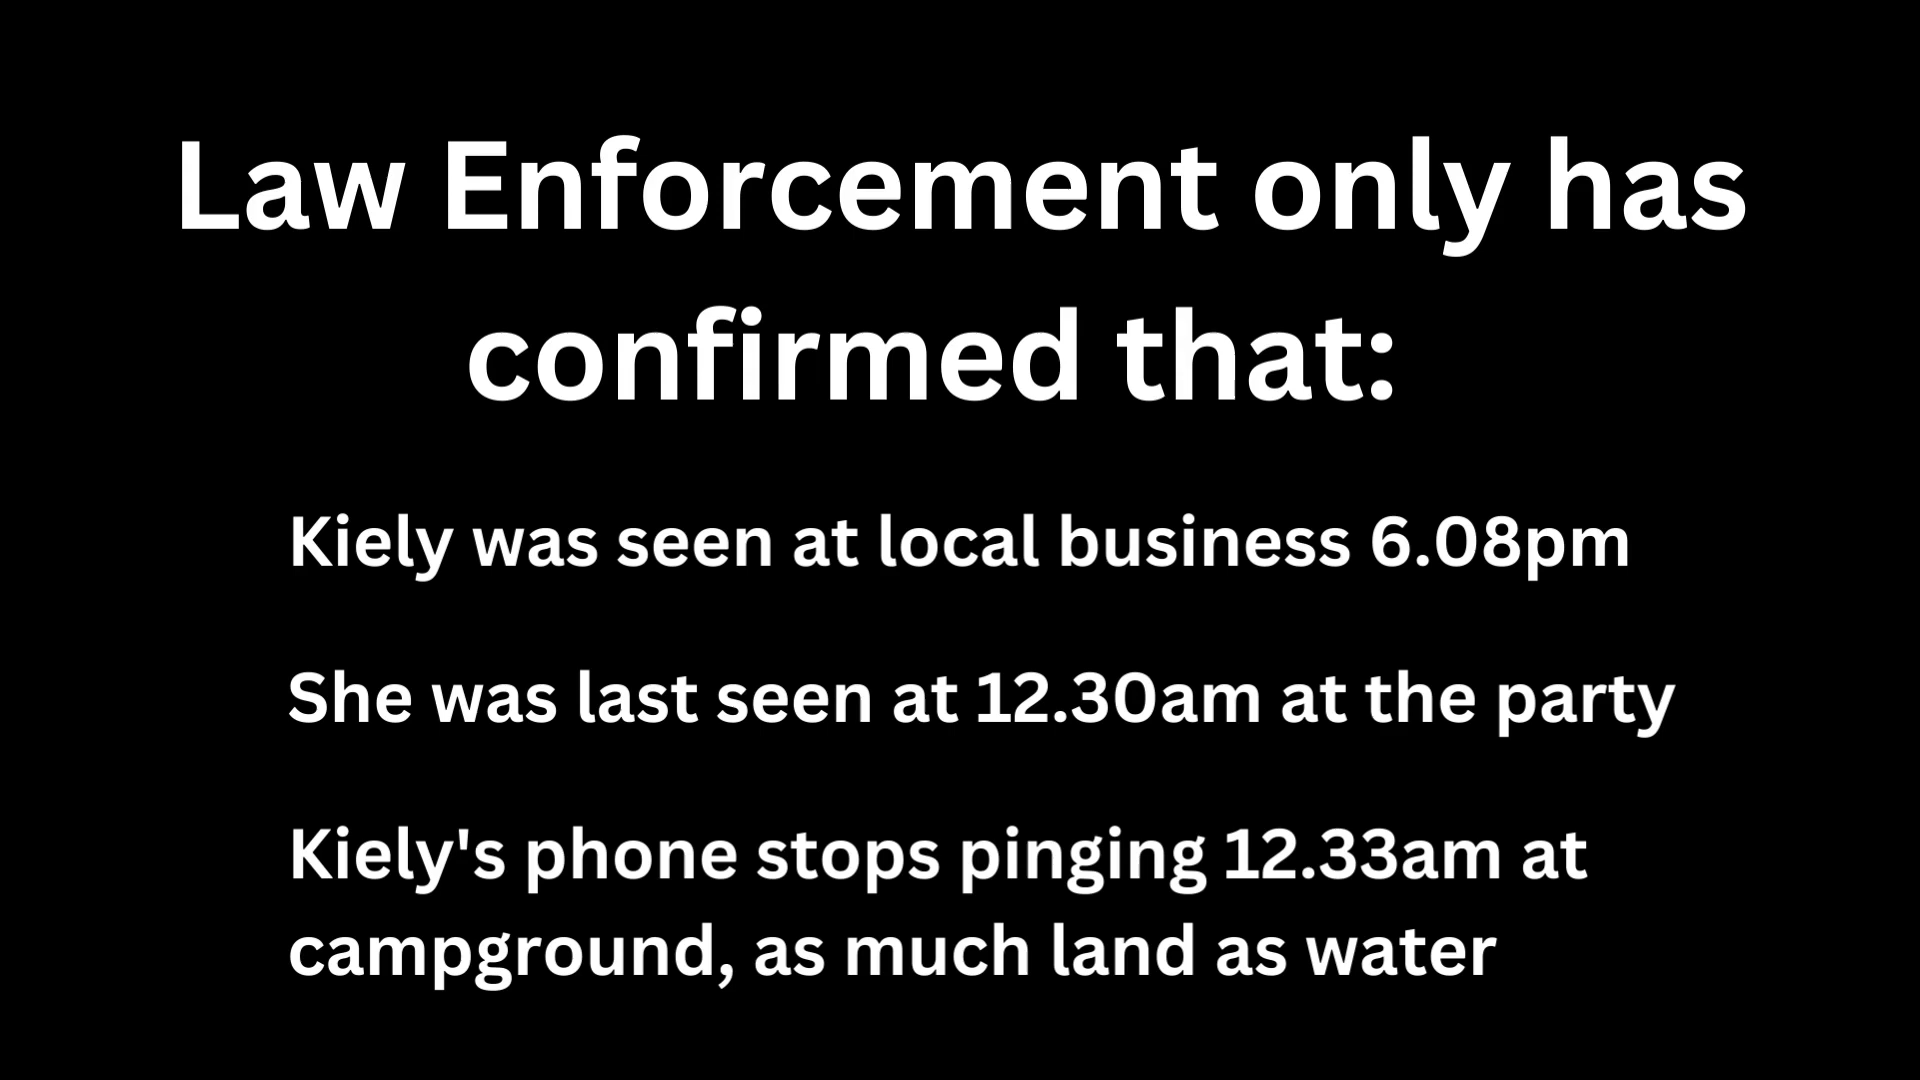 Law Enforcement only has
confirmed that:
Kiely was seen at local business 6.08pm
She was last seen at 12.30am at the party
Kiely's phone stops pinging 12.33am at
campground, as much land as water